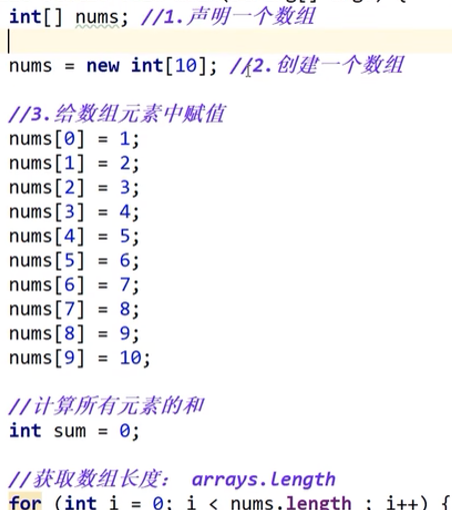 int[] nums; //1.声明一个数组
nums = new int[10]; //2.创建一个数组
//3.给数组元素中赋值
nums[0] = 1;
nums[1] = 2;
nums[2] = 3;
nums[3] = 4;
nums[4] = 5;
nums[5] = 6;
nums[6] = 7;
nums[7] = 8;
nums[8] = 9;
nums[9] = 10;
//计算所有元素的和
int sum = 0;
//获取数组长度： arrays.length
for (int i = 0; i < nums.length ; i++) {